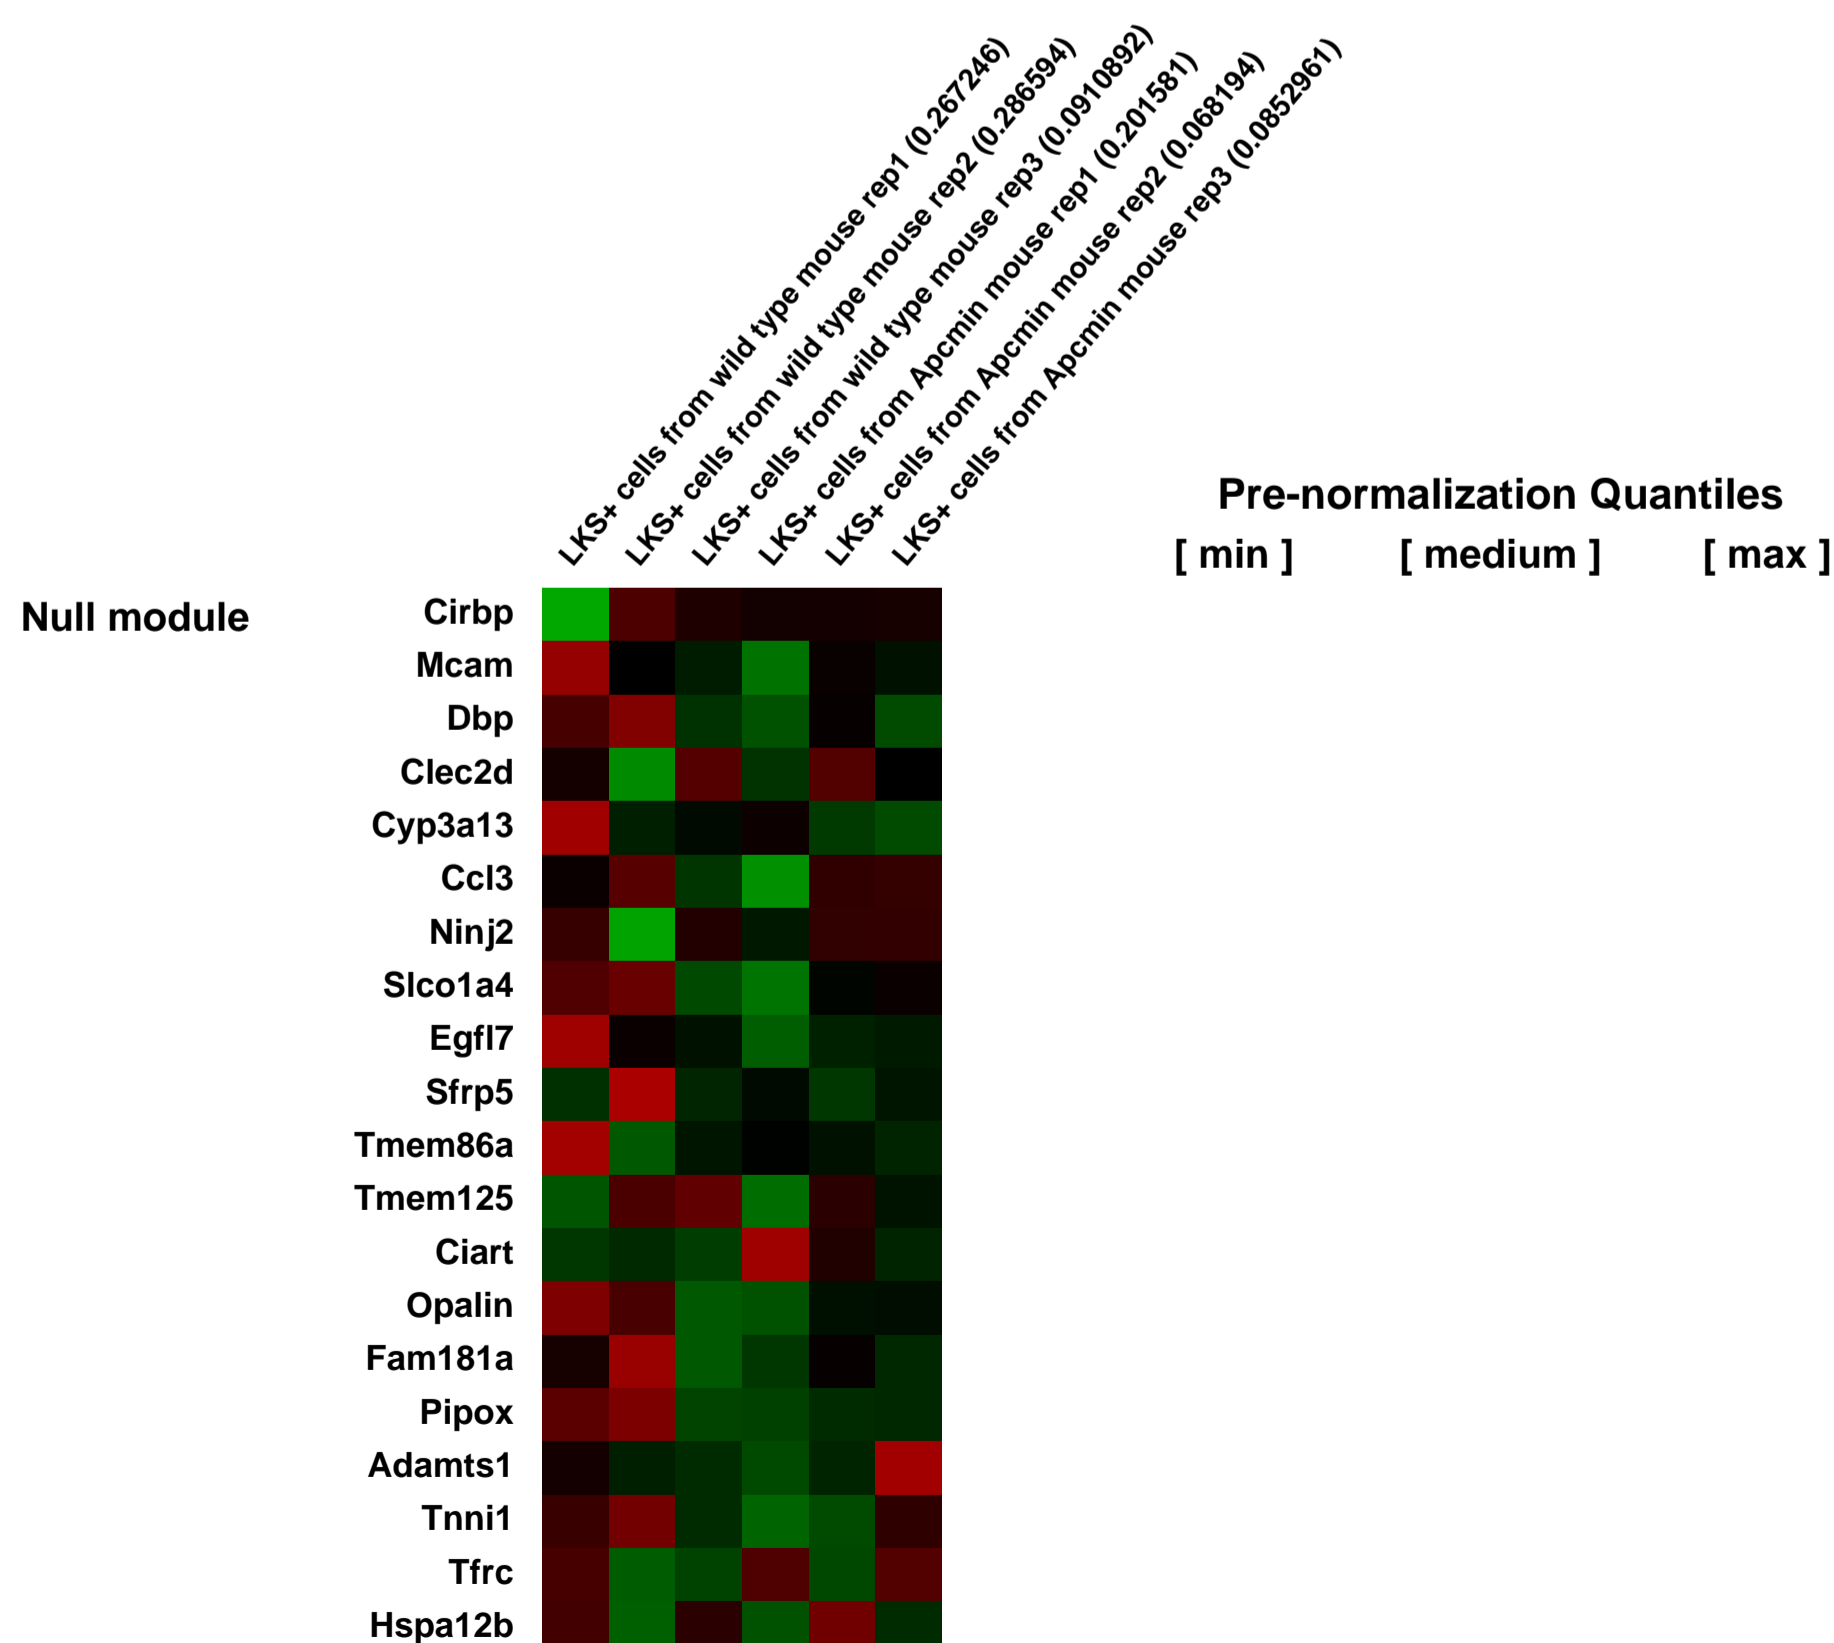 LKS+ cells from wild type mouse rep1 (0.267246)
LKS+ cells from wild type mouse rep2 (0.286594)
LKS+ cells from wild type mouse rep3 (0.0910892)
LKS+ cells from Apcmin mouse rep1 (0.201581)
LKS+ cells from Apcmin mouse rep2 (0.068194)
LKS+ cells from Apcmin mouse rep3 (0.0852961)
Pre-normalization Quantiles
[ min ] [ medium ] [ max ]
Null module
Cirbp
Mcam
Dbp
Clec2d
Cyp3a13
Ccl3
Ninj2
Slco1a4
Egfl7
Sfrp5
Tmem86a
Tmem125
Ciart
Opalin
Fam181a
Pipox
Adamts1
Tnni1
Tfrc
Hspa12b